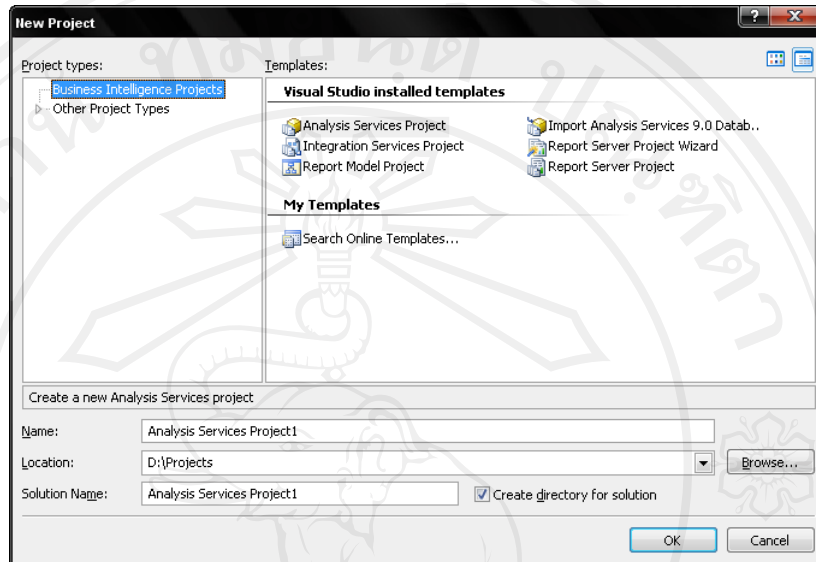 New Project
Project types:
Templates:
Business Intelligence Projects
Other Project Types
Visual Studio installed templates
Analysis Services Project
Import Analysis Services 9.0 Datab..
Integration Services Project
Report Server Project Wizard
Report Model Project
Report Server Project
My Templates
Search Online Templates...
Create a new Analysis Services project
Name:
Analysis Services Project1
Location:
D:\Projects
Browse...
Solution Name:
Analysis Services Project1
Create directory for solution
OK
Cancel